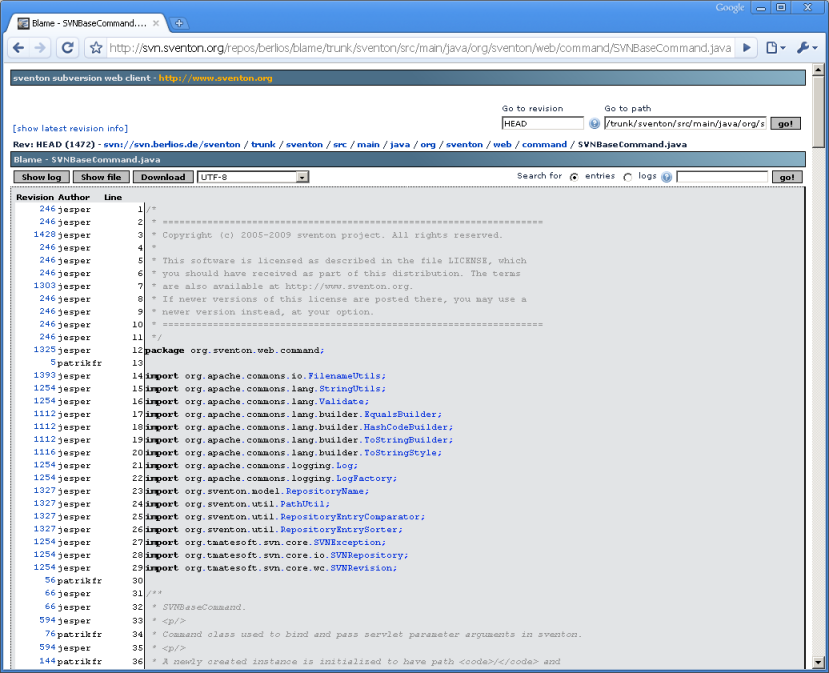 Google
Blame - SVNBaseCommand....
http://svn.sventon.org/repos/berlios/blame/trunk/sventon/src/main/java/org/sventon/web/command/SVNBaseCommand.java
sventon subversion web client - http://www.sventon.org
Go to revision Go to path
[show latest revision info] HEAD /trunk/sventon/src/main/java/org/s go!
Rev: HEAD (1472) - svn://svn.berlios.de/sventon / trunk / sventon / src / main / java / org / sventon / web / command / SVNBaseCommand.java
Blame - SVNBaseCommand.java
Show log Show file Download UTF-8 Search for entries logs go!
Revision Author Line
246 jesper 1 /*
246 jesper 2 * ====================================================================
1428 jesper 3 * Copyright (c) 2005-2009 sventon project. All rights reserved.
246 jesper 4 *
246 jesper 5 * This software is licensed as described in the file LICENSE, which
246 jesper 6 * you should have received as part of this distribution. The terms
1303 jesper 7 * are also available at http://www.sventon.org.
246 jesper 8 * If newer versions of this license are posted there, you may use a
246 jesper 9 * newer version instead, at your option.
246 jesper 10 * ====================================================================
246 jesper 11 */
1325 jesper 12 package org.sventon.web.command;
5 patrikfr 13
1393 jesper 14 import org.apache.commons.io.FilenameUtils;
1254 jesper 15 import org.apache.commons.lang.StringUtils;
1254 jesper 16 import org.apache.commons.lang.Validate;
1112 jesper 17 import org.apache.commons.lang.builder.EqualsBuilder;
1112 jesper 18 import org.apache.commons.lang.builder.HashCodeBuilder;
1112 jesper 19 import org.apache.commons.lang.builder.ToStringBuilder;
1116 jesper 20 import org.apache.commons.lang.builder.ToStringStyle;
1254 jesper 21 import org.apache.commons.logging.Log;
1254 jesper 22 import org.apache.commons.logging.LogFactory;
1327 jesper 23 import org.sventon.model.RepositoryName;
1327 jesper 24 import org.sventon.util.PathUtil;
1327 jesper 25 import org.sventon.util.RepositoryEntryComparator;
1327 jesper 26 import org.sventon.util.RepositoryEntrySorter;
1254 jesper 27 import org.tmatesoft.svn.core.SVNException;
1254 jesper 28 import org.tmatesoft.svn.core.io.SVNRepository;
1254 jesper 29 import org.tmatesoft.svn.core.wc.SVNRevision;
56 patrikfr 30
66 jesper 31 /**
66 jesper 32 * SVNBaseCommand.
594 jesper 33 * <p/>
76 patrikfr 34 * Command class used to bind and pass servlet parameter arguments in sventon.
594 jesper 35 * <p/>
144 patrikfr 36 * A newly created instance is initialized to have path <code>/</code> and